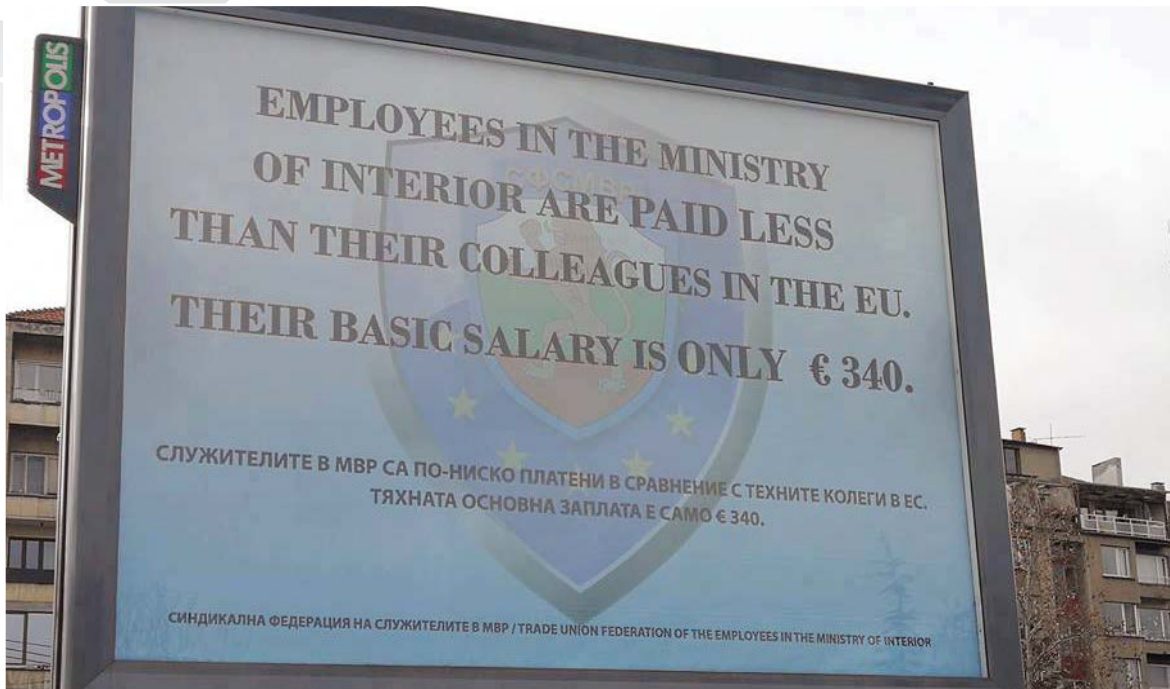 METROPOLIS
EMPLOYEES IN THE MINISTRY
OF INTERIOR ARE PAID LESS
THAN THEIR COLLEAGUES IN THE EU.
THEIR BASIC SALARY IS ONLY € 340.
СФСМВР
СЛУЖИТЕЛИТЕ В МВР СА ПО-НИСКО ПЛАТЕНИ В СРАВНЕНИЕ С ТЕХНИТЕ КОЛЕГИ В ЕС.
ТЯХНАТА ОСНОВНА ЗАПЛАТА Е САМО € 340.
СИНДИКАЛНА ФЕДЕРАЦИЯ НА СЛУЖИТЕЛИТЕ В МВР / TRADE UNION FEDERATION OF THE EMPLOYEES IN THE MINISTRY OF INTERIOR